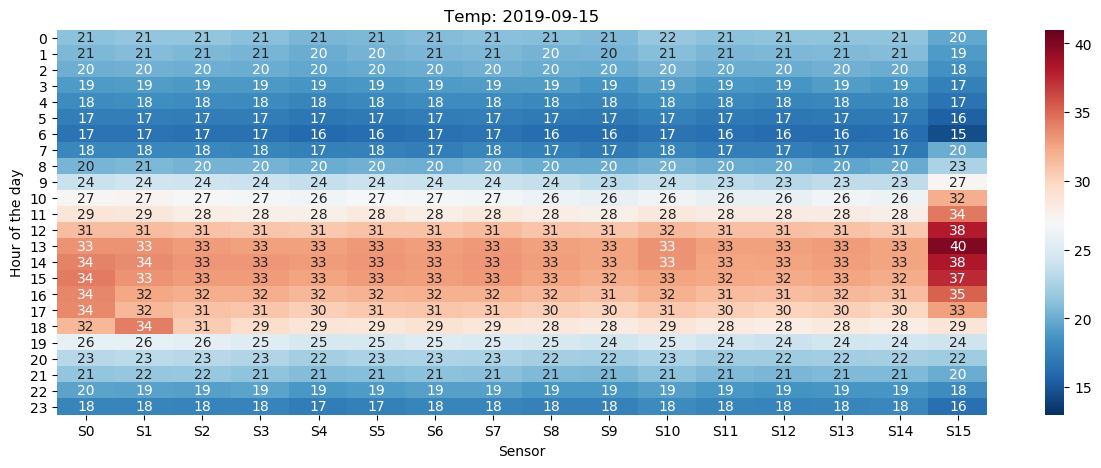 Temp: 2019-09-15
Hour of the day
0 21 21 21 21 21 21 21 21 21 21 22 21 21 21 21 20
1 21 21 21 21 20 20 21 21 20 20 21 21 21 21 21 19
2 20 20 20 20 20 20 20 20 20 20 20 20 20 20 20 18
3 19 19 19 19 19 19 19 19 19 19 19 19 19 19 19 17
4 18 18 18 18 18 18 18 18 18 18 18 18 18 18 18 17
5 17 17 17 17 17 17 17 17 17 17 17 17 17 17 17 16
6 17 17 17 17 16 16 17 17 16 16 17 16 16 16 16 15
7 18 18 18 18 17 18 17 18 17 17 18 17 17 17 17 20
8 20 21 20 20 20 20 20 20 20 20 20 20 20 20 20 23
9 24 24 24 24 24 24 24 24 24 23 24 23 23 23 23 27
10 27 27 27 27 26 27 27 27 26 26 26 26 26 26 26 32
11 29 29 28 28 28 28 28 28 28 28 28 28 28 28 28 34
12 31 31 31 31 31 31 31 31 31 31 32 31 31 31 31 38
13 33 33 33 33 33 33 33 33 33 33 33 33 33 33 33 40
14 34 34 33 33 33 33 33 33 33 33 33 33 33 33 33 38
15 34 33 33 33 33 33 33 33 33 32 33 32 32 33 32 37
16 34 32 32 32 32 32 32 32 32 31 32 31 31 32 31 35
17 34 32 31 31 30 31 31 31 30 30 31 30 30 30 30 33
18 32 34 31 29 29 29 29 29 28 28 29 28 28 28 28 29
19 26 26 26 25 25 25 25 25 25 24 25 24 24 24 24 24
20 23 23 23 23 22 23 23 23 22 22 23 22 22 22 22 22
21 21 22 22 21 21 21 21 21 21 21 21 21 21 21 21 20
22 20 19 19 19 19 19 19 19 19 19 19 19 19 19 19 18
23 18 18 18 18 17 17 18 18 18 18 18 18 18 18 18 16
S0 S1 S2 S3 S4 S5 S6 S7 S8 S9 S10 S11 S12 S13 S14 S15
Sensor
40
35
30
25
20
15